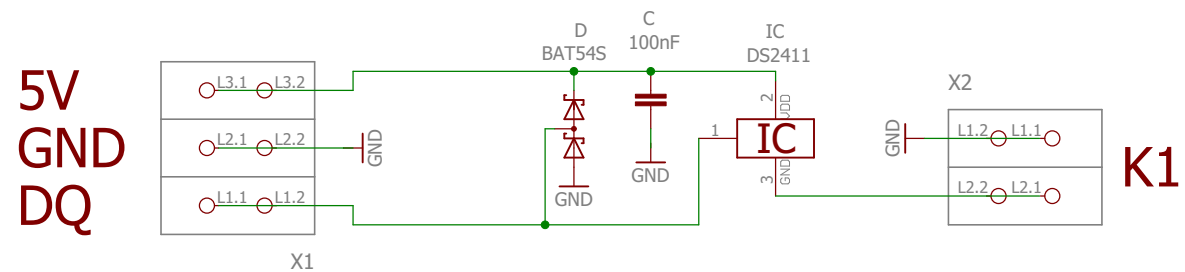 5V
GND
DQ
L3.1 L3.2
L2.1 L2.2
L1.1 L1.2
GND
X1
D
BAT54S
GND
C
100nF
GND
IC
DS2411
2
VDD
1
IC
3
GND
X2
GND
L1.2 L1.1
L2.2 L2.1
K1